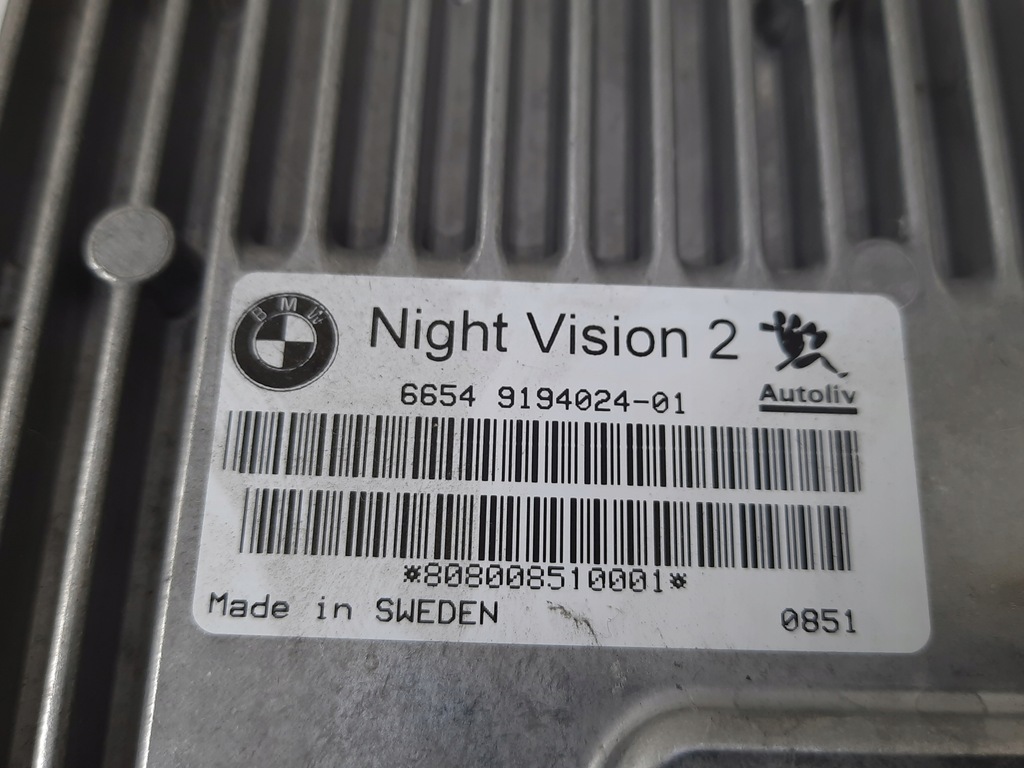 BMW
Night Vision 2
Autoliv
6654 9194024-01
*808008510001*
Made in SWEDEN
0851